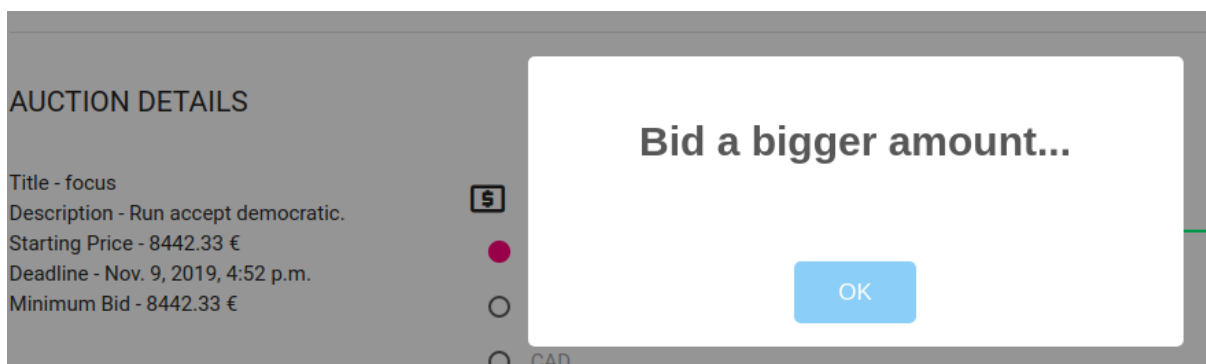 AUCTION DETAILS
Bid a bigger amount...
Title - focus
Description - Run accept democratic.
Starting Price - 8442.33 €
Deadline - Nov. 9, 2019, 4:52 p.m.
Minimum Bid - 8442.33 €
OK
CAD